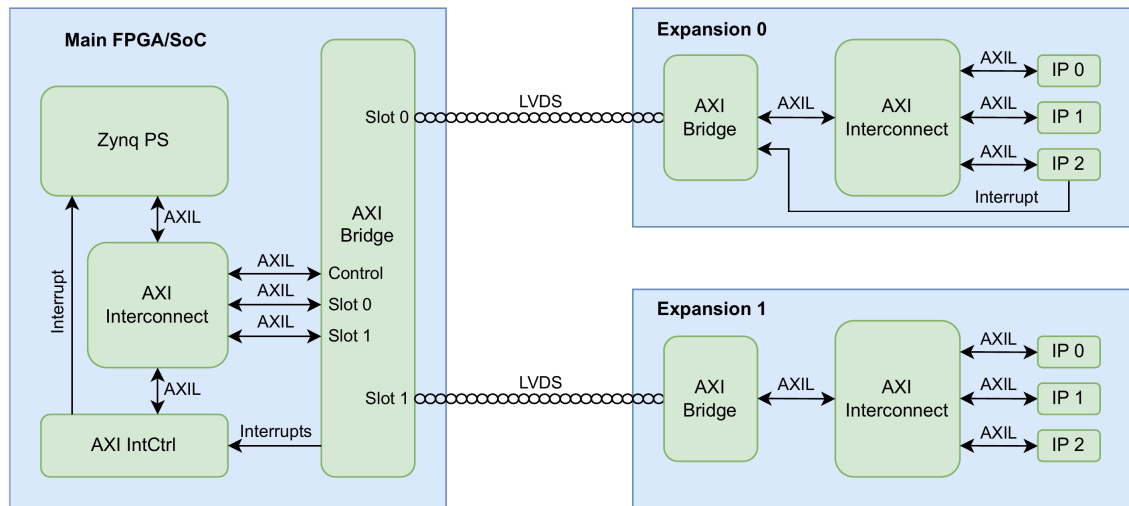 Main FPGA/SoC
Zynq PS
AXIL
Interrupt
AXI
Interconnect
AXIL
AXIL
AXIL
AXIL
AXI IntCtrl
Interrupts
Slot 0
AXI
Bridge
Control
Slot 0
Slot 1
Slot 1
LVDS
LVDS
Expansion 0
AXI
Bridge
AXIL
AXI
Interconnect
AXIL
IP 0
AXIL
IP 1
AXIL
IP 2
Interrupt
Expansion 1
AXI
Bridge
AXIL
AXI
Interconnect
AXIL
IP 0
AXIL
IP 1
AXIL
IP 2